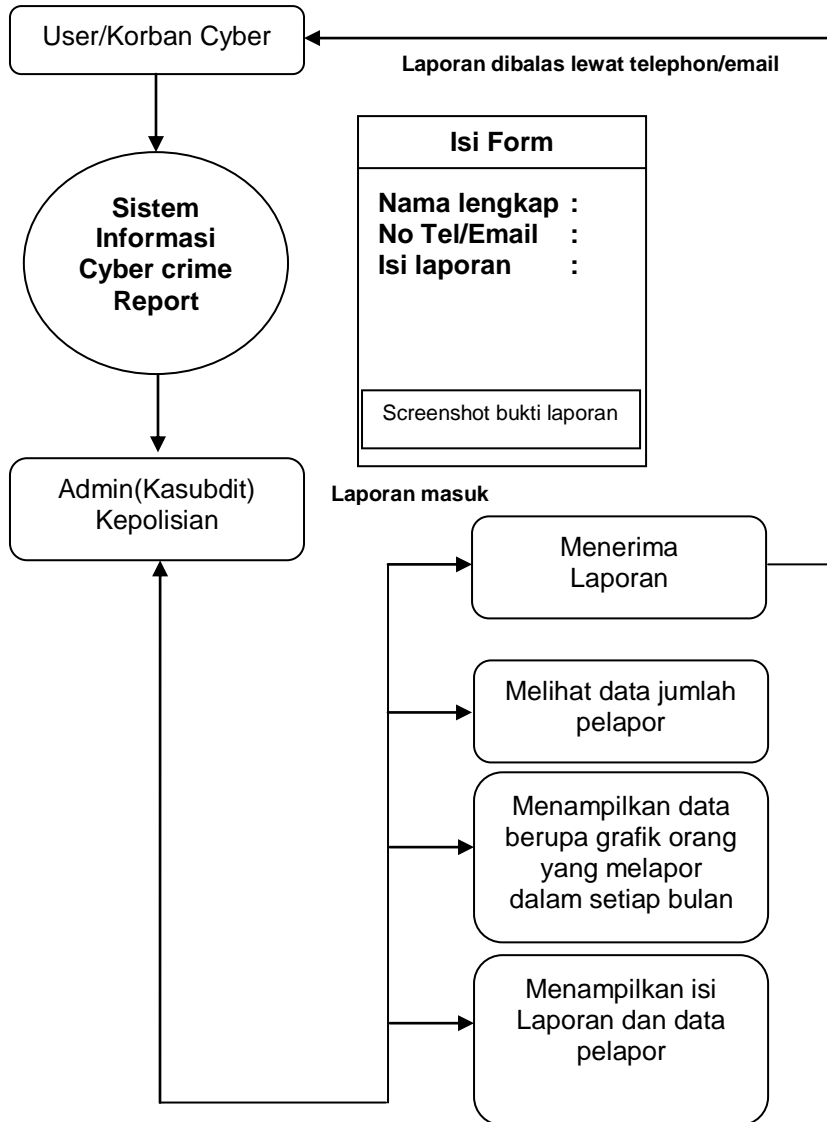 User/Korban Cyber
Laporan dibalas lewat telephon/email
Isi Form
Nama lengkap :
No Tel/Email :
Isi laporan :
Screenshot bukti laporan
Sistem
Informasi
Cyber crime
Report
Admin(Kasubdit)
Kepolisian
Laporan masuk
Menerima
Laporan
Melihat data jumlah
pelapor
Menampilkan data
berupa grafik orang
yang melapor
dalam setiap bulan
Menampilkan isi
Laporan dan data
pelapor